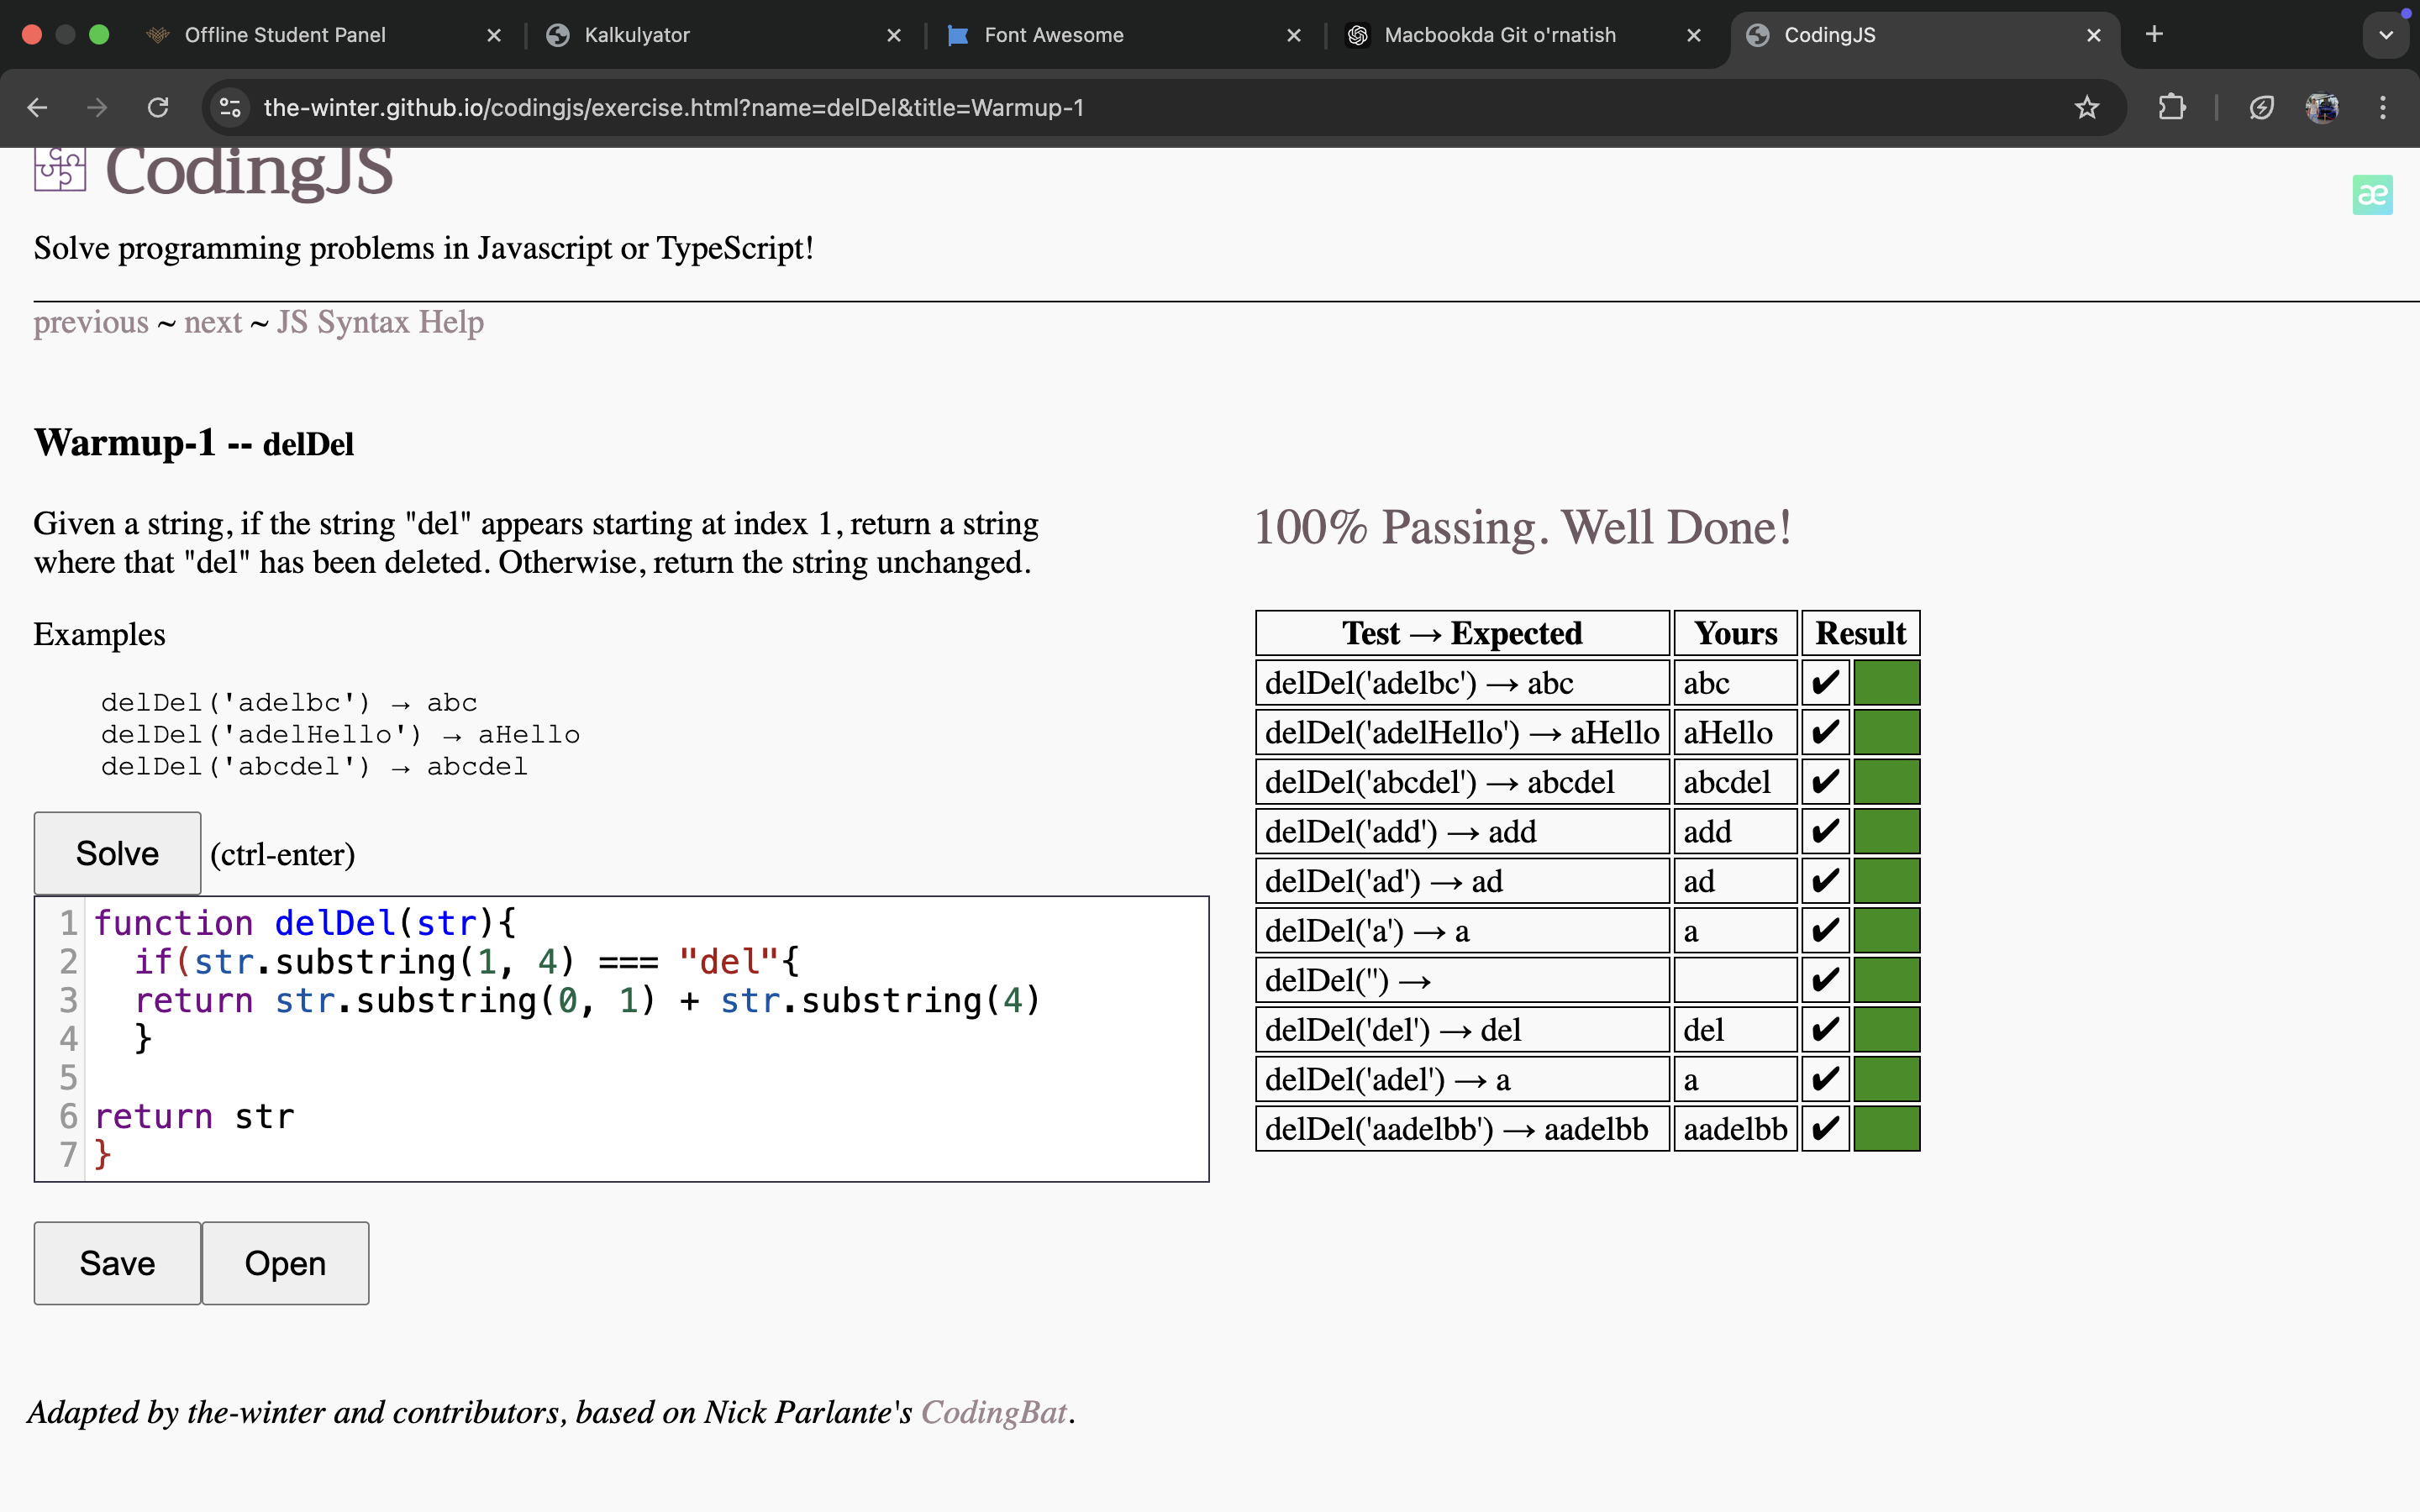 Offline Student Panel
Kalkulyator
Font Awesome
Macbookda Git o'rnatish
CodingJS
the-winter.github.io/codingjs/exercise.html?name=delDel&title=Warmup-1
CodingJS
æ
Solve programming problems in Javascript or TypeScript!
previous ~ next ~ JS Syntax Help
Warmup-1 -- delDel
Given a string, if the string "del" appears starting at index 1, return a string
where that "del" has been deleted. Otherwise, return the string unchanged.
Examples
delDel('adelbc') → abc
delDel('adelHello') → aHello
delDel('abcdel') → abcdel
Solve (ctrl-enter)
1 function delDel(str){
2   if(str.substring(1, 4) === "del"{
3   return str.substring(0, 1) + str.substring(4)
4   }
5
6 return str
7 }
Save Open
100% Passing. Well Done!
Test → Expected Yours Result
delDel('adelbc') → abc abc ✔
delDel('adelHello') → aHello aHello ✔
delDel('abcdel') → abcdel abcdel ✔
delDel('add') → add add ✔
delDel('ad') → ad ad ✔
delDel('a') → a a ✔
delDel('') → ✔
delDel('del') → del del ✔
delDel('adel') → a a ✔
delDel('aadelbb') → aadelbb aadelbb ✔
Adapted by the-winter and contributors, based on Nick Parlante's CodingBat.